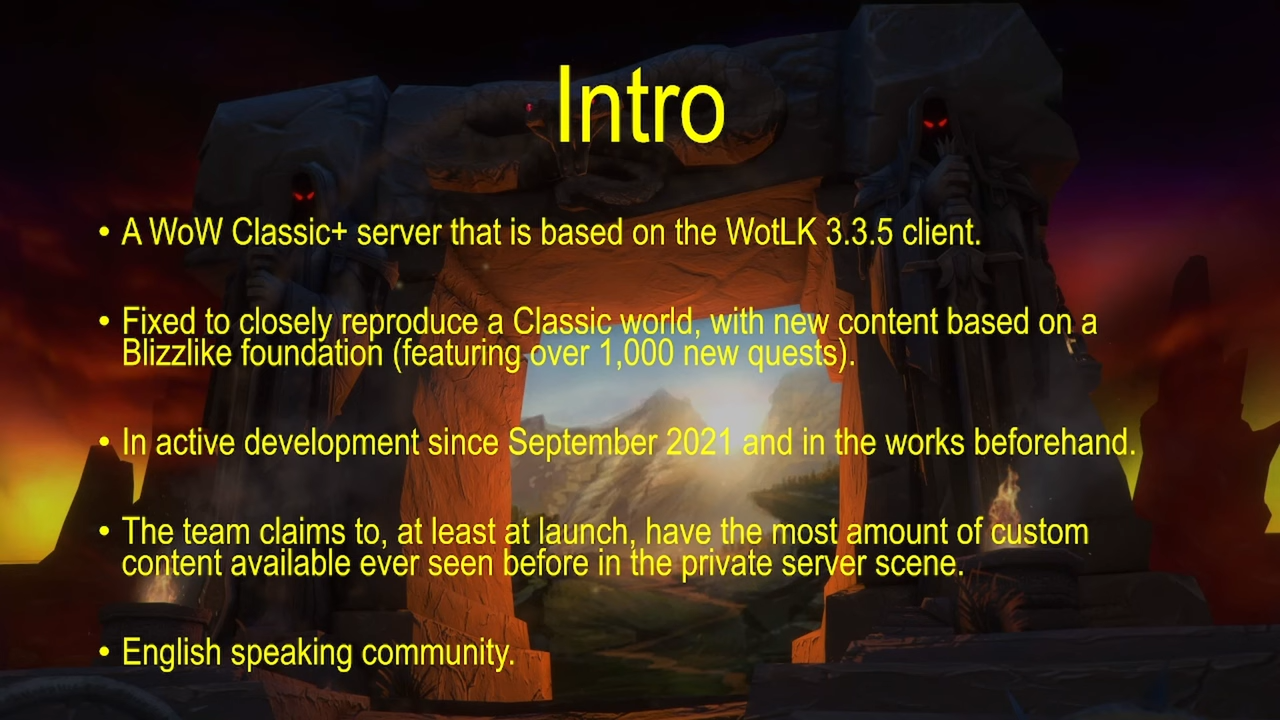 Intro
• A WoW Classic+ server that is based on the WotLK 3.3.5 client.
• Fixed to closely reproduce a Classic world, with new content based on a
Blizzlike foundation (featuring over 1,000 new quests).
• In active development since September 2021 and in the works beforehand.
• The team claims to, at least at launch, have the most amount of custom
content available ever seen before in the private server scene.
• English speaking community.